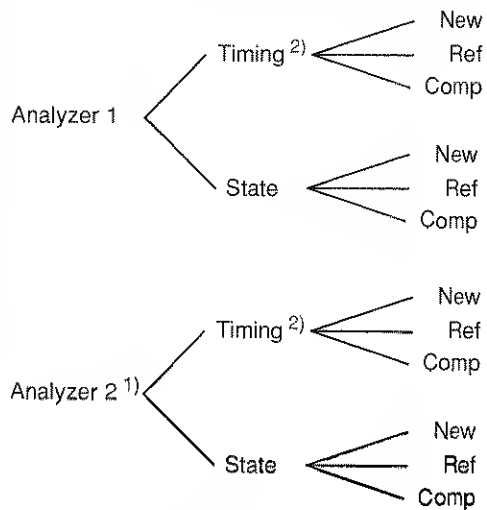 New
Timing 2)
Ref
Comp
Analyzer 1
New
State
Ref
Comp
New
Timing 2)
Ref
Comp
Analyzer 2 1)
New
State
Ref
Comp